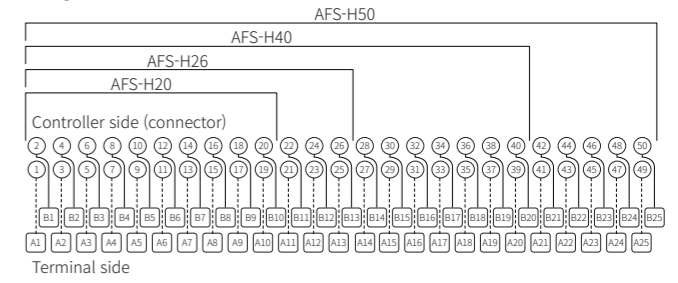 AFS-H50
AFS-H40
AFS-H26
AFS-H20
Controller side (connector)
2 4 6 8 10 12 14 16 18 20 22 24 26 28 30 32 34 36 38 40 42 44 46 48 50
1 3 5 7 9 11 13 15 17 19 21 23 25 27 29 31 33 35 37 39 41 43 45 47 49
B1 B2 B3 B4 B5 B6 B7 B8 B9 B10 B11 B12 B13 B14 B15 B16 B17 B18 B19 B20 B21 B22 B23 B24 B25
A1 A2 A3 A4 A5 A6 A7 A8 A9 A10 A11 A12 A13 A14 A15 A16 A17 A18 A19 A20 A21 A22 A23 A24 A25
Terminal side